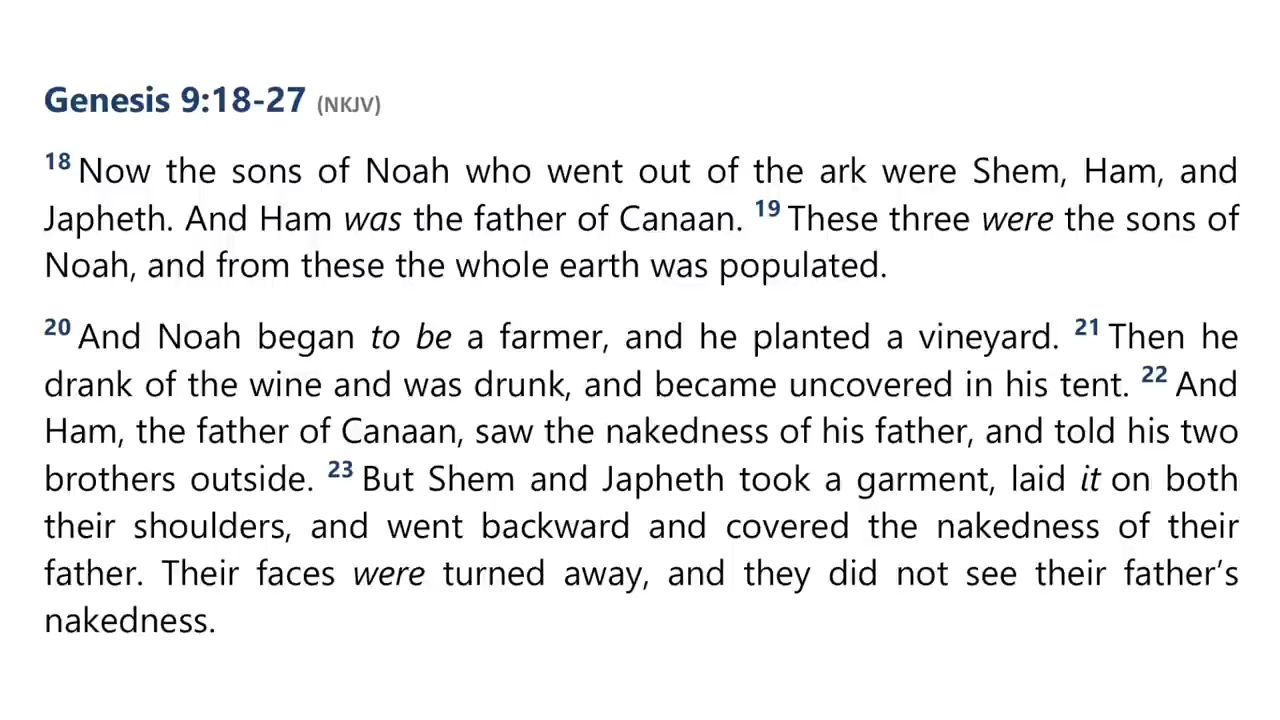 Genesis 9:18-27 (NKJV)
18 Now the sons of Noah who went out of the ark were Shem, Ham, and
Japheth. And Ham was the father of Canaan. 19 These three were the sons of
Noah, and from these the whole earth was populated.
20 And Noah began to be a farmer, and he planted a vineyard. 21 Then he
drank of the wine and was drunk, and became uncovered in his tent. 22 And
Ham, the father of Canaan, saw the nakedness of his father, and told his two
brothers outside. 23 But Shem and Japheth took a garment, laid it on both
their shoulders, and went backward and covered the nakedness of their
father. Their faces were turned away, and they did not see their father’s
nakedness.